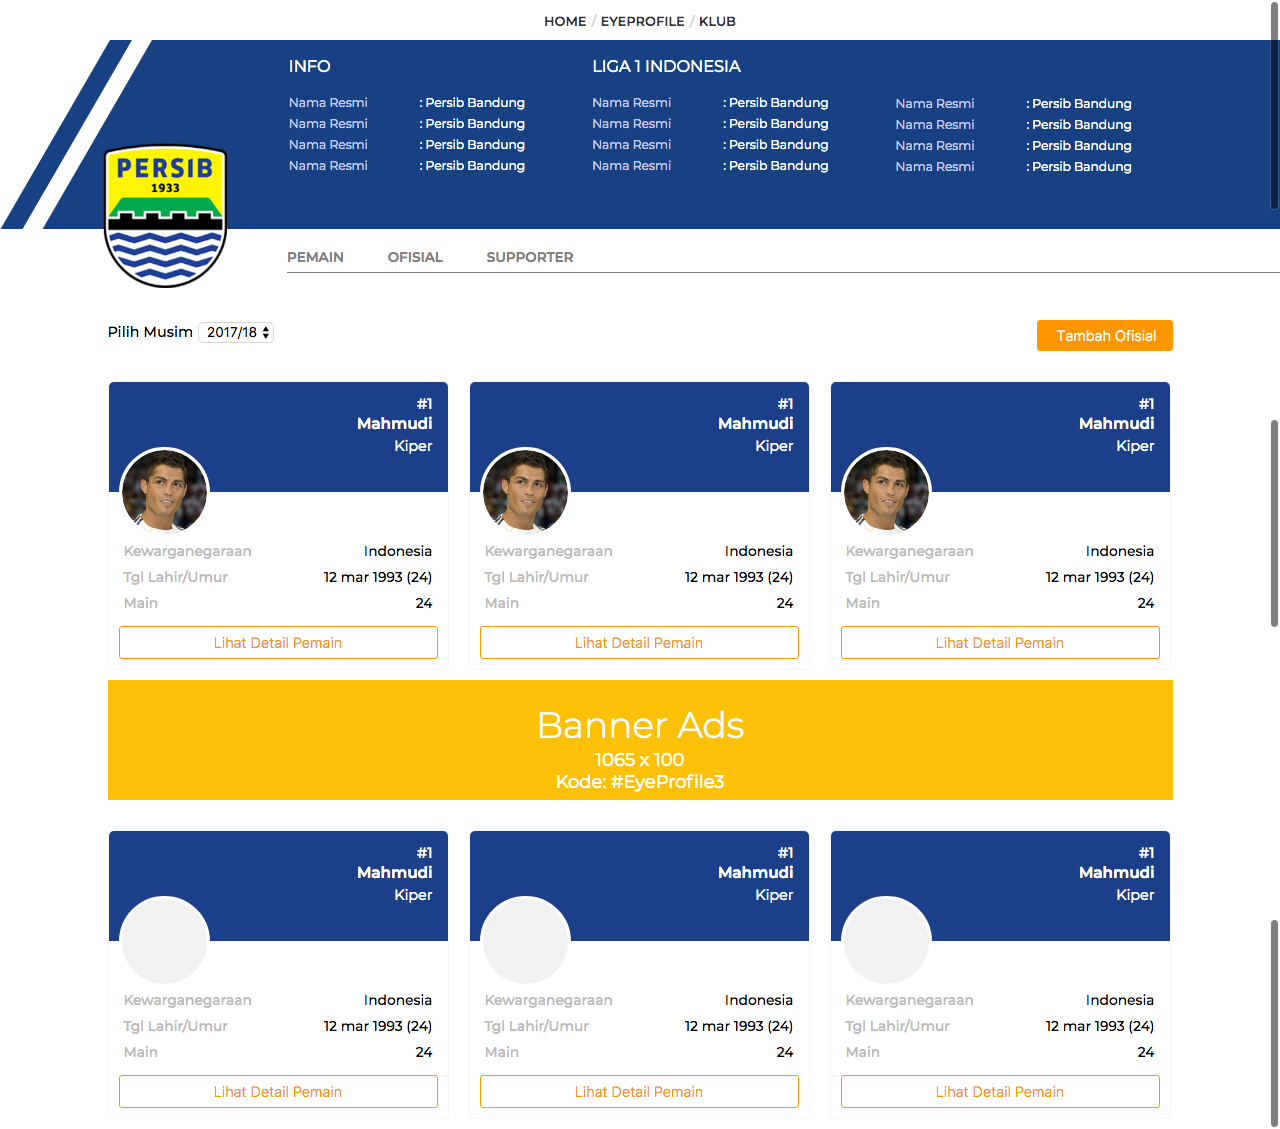 HOME / EYEPROFILE / KLUB
INFO
Nama Resmi : Persib Bandung
Nama Resmi : Persib Bandung
Nama Resmi : Persib Bandung
Nama Resmi : Persib Bandung
LIGA 1 INDONESIA
Nama Resmi : Persib Bandung
Nama Resmi : Persib Bandung
Nama Resmi : Persib Bandung
Nama Resmi : Persib Bandung
Nama Resmi : Persib Bandung
Nama Resmi : Persib Bandung
Nama Resmi : Persib Bandung
Nama Resmi : Persib Bandung
PERSIB
1933
PEMAIN OFISIAL SUPPORTER
Pilih Musim 2017/18
Tambah Ofisial
#1
Mahmudi
Kiper
Kewarganegaraan Indonesia
Tgl Lahir/Umur 12 mar 1993 (24)
Main 24
Lihat Detail Pemain
#1
Mahmudi
Kiper
Kewarganegaraan Indonesia
Tgl Lahir/Umur 12 mar 1993 (24)
Main 24
Lihat Detail Pemain
#1
Mahmudi
Kiper
Kewarganegaraan Indonesia
Tgl Lahir/Umur 12 mar 1993 (24)
Main 24
Lihat Detail Pemain
Banner Ads
1065 x 100
Kode: #EyeProfile3
#1
Mahmudi
Kiper
Kewarganegaraan Indonesia
Tgl Lahir/Umur 12 mar 1993 (24)
Main 24
Lihat Detail Pemain
#1
Mahmudi
Kiper
Kewarganegaraan Indonesia
Tgl Lahir/Umur 12 mar 1993 (24)
Main 24
Lihat Detail Pemain
#1
Mahmudi
Kiper
Kewarganegaraan Indonesia
Tgl Lahir/Umur 12 mar 1993 (24)
Main 24
Lihat Detail Pemain